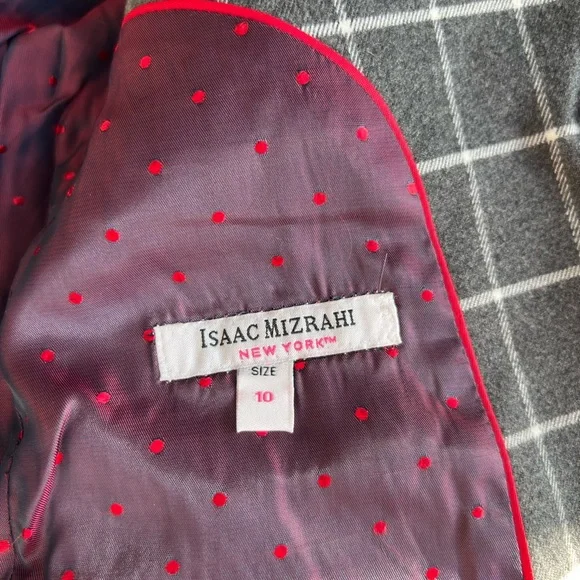 ISAAC MIZRAHI
NEW YORK™
SIZE
10